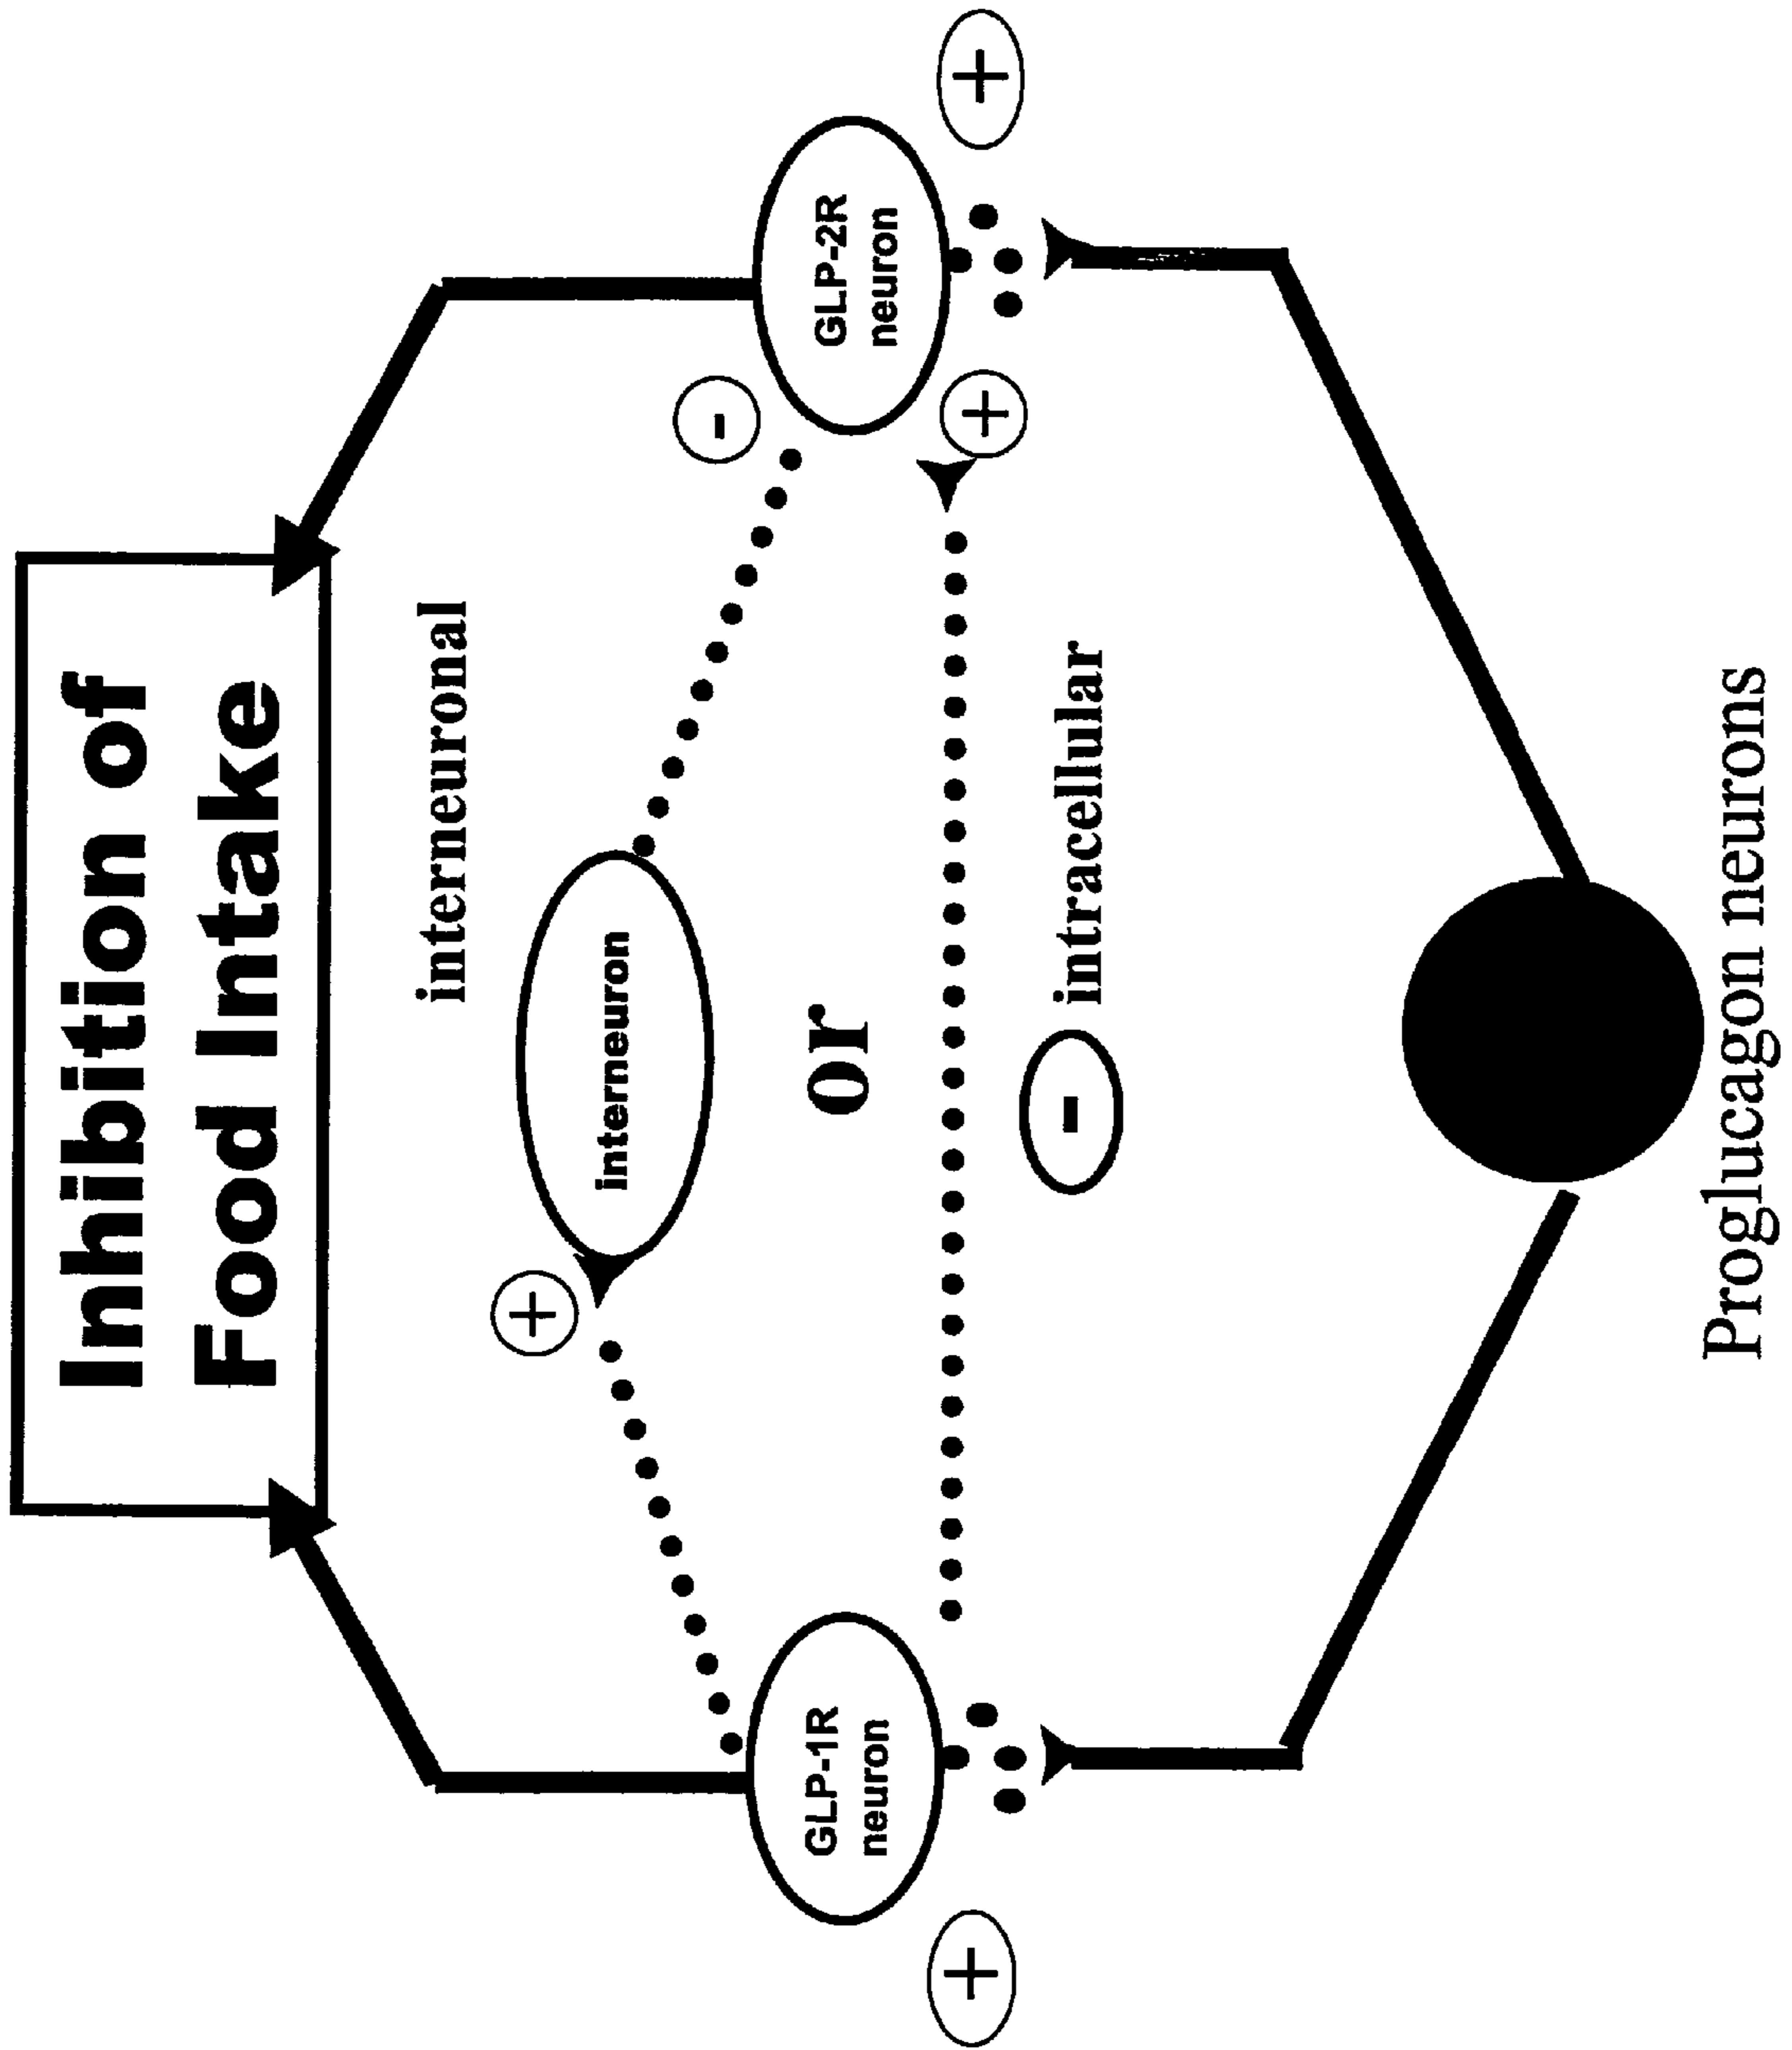 Inhibition of
Food Intake
interneuronal
+
interneuron
-
GLP-1R
neuron
or
GLP-2R
neuron
+
+
+
-
intracellular
Proglucagon neurons